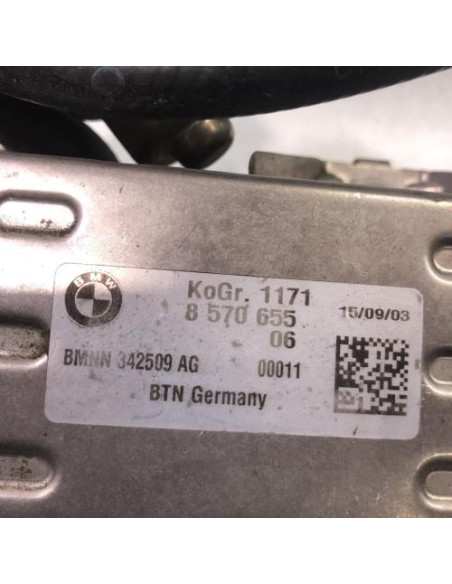 BMW
KoGr. 1171
8 570 655
15/09/03
06
BMNN 342509 AG 00011
BTN Germany